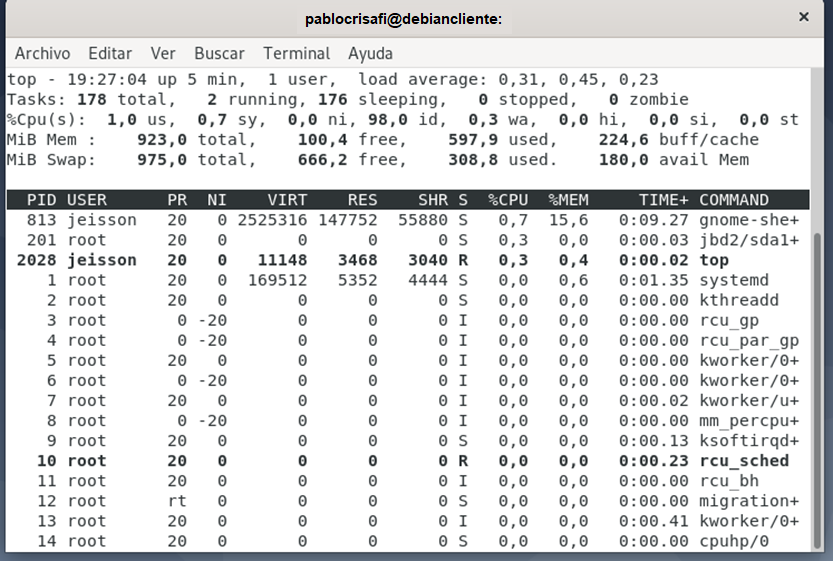 pablocrisafi@debiancliente:
Archivo Editar Ver Buscar Terminal Ayuda
top - 19:27:04 up 5 min, 1 user, load average: 0,31, 0,45, 0,23
Tasks: 178 total, 2 running, 176 sleeping, 0 stopped, 0 zombie
%Cpu(s): 1,0 us, 0,7 sy, 0,0 ni, 98,0 id, 0,3 wa, 0,0 hi, 0,0 si, 0,0 st
MiB Mem : 923,0 total, 100,4 free, 597,9 used, 224,6 buff/cache
MiB Swap: 975,0 total, 666,2 free, 308,8 used. 180,0 avail Mem
PID USER PR NI VIRT RES SHR S %CPU %MEM TIME+ COMMAND
813 jeisson 20 0 2525316 147752 55880 S 0,7 15,6 0:09.27 gnome-she+
201 root 20 0 0 0 0 S 0,3 0,0 0:00.03 jbd2/sda1+
2028 jeisson 20 0 11148 3468 3040 R 0,3 0,4 0:00.02 top
1 root 20 0 169512 5352 4444 S 0,0 0,6 0:01.35 systemd
2 root 20 0 0 0 0 S 0,0 0,0 0:00.00 kthreadd
3 root 0 -20 0 0 0 I 0,0 0,0 0:00.00 rcu_gp
4 root 0 -20 0 0 0 I 0,0 0,0 0:00.00 rcu_par_gp
5 root 20 0 0 0 0 I 0,0 0,0 0:00.00 kworker/0+
6 root 0 -20 0 0 0 I 0,0 0,0 0:00.00 kworker/0+
7 root 20 0 0 0 0 I 0,0 0,0 0:00.02 kworker/u+
8 root 0 -20 0 0 0 I 0,0 0,0 0:00.00 mm_percpu+
9 root 20 0 0 0 0 S 0,0 0,0 0:00.13 ksoftirqd+
10 root 20 0 0 0 0 R 0,0 0,0 0:00.23 rcu_sched
11 root 20 0 0 0 0 I 0,0 0,0 0:00.00 rcu_bh
12 root rt 0 0 0 0 S 0,0 0,0 0:00.00 migration+
13 root 20 0 0 0 0 I 0,0 0,0 0:00.41 kworker/0+
14 root 20 0 0 0 0 S 0,0 0,0 0:00.00 cpuhp/0